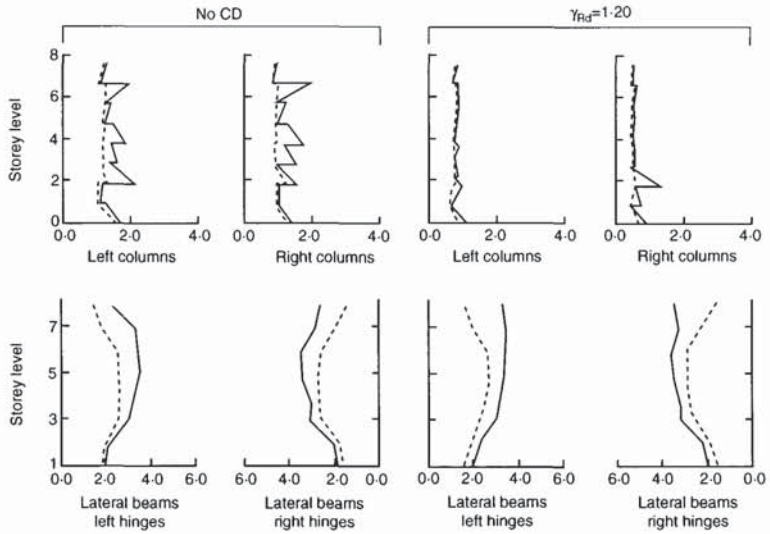 No CD
γRd=1·20
Storey level
8
6
4
2
0
0·0 2·0 4·0
Left columns
0·0 2·0 4·0
Right columns
0·0 2·0 4·0
Left columns
0·0 2·0 4·0
Right columns
Storey level
7
5
3
1
0·0 2·0 4·0 6·0
Lateral beams
left hinges
6·0 4·0 2·0 0·0
Lateral beams
right hinges
0·0 2·0 4·0 6·0
Lateral beams
left hinges
6·0 4·0 2·0 0·0
Lateral beams
right hinges